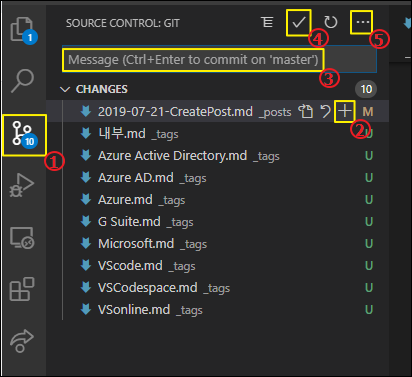 1
SOURCE CONTROL: GIT
④
⑤
Message (Ctrl+Enter to commit on 'master')
③
CHANGES 10
2019-07-21-CreatePost.md _posts M
②
내부.md _tags U
10
①
Azure Active Directory.md _tags U
Azure AD.md _tags U
Azure.md _tags U
G Suite.md _tags U
Microsoft.md _tags U
VScode.md _tags U
VSCodespace.md _tags U
VSonline.md _tags U